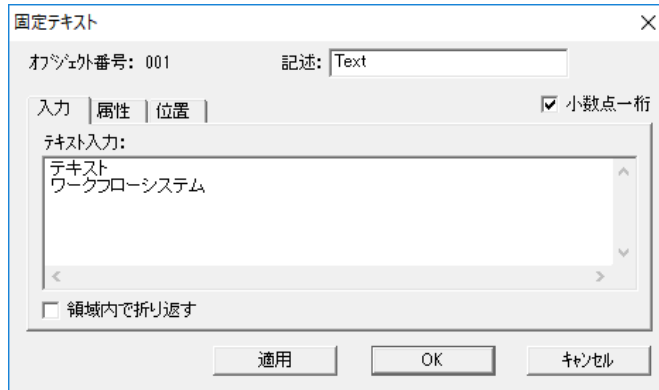 固定テキスト
ｵﾌﾞｼﾞｪｸﾄ番号: 001 記述: Text
入力 属性 位置 小数点一桁
ﾃｷｽﾄ入力:
テキスト
ワークフローシステム
領域内で折り返す
適用 OK ｷｬﾝｾﾙ